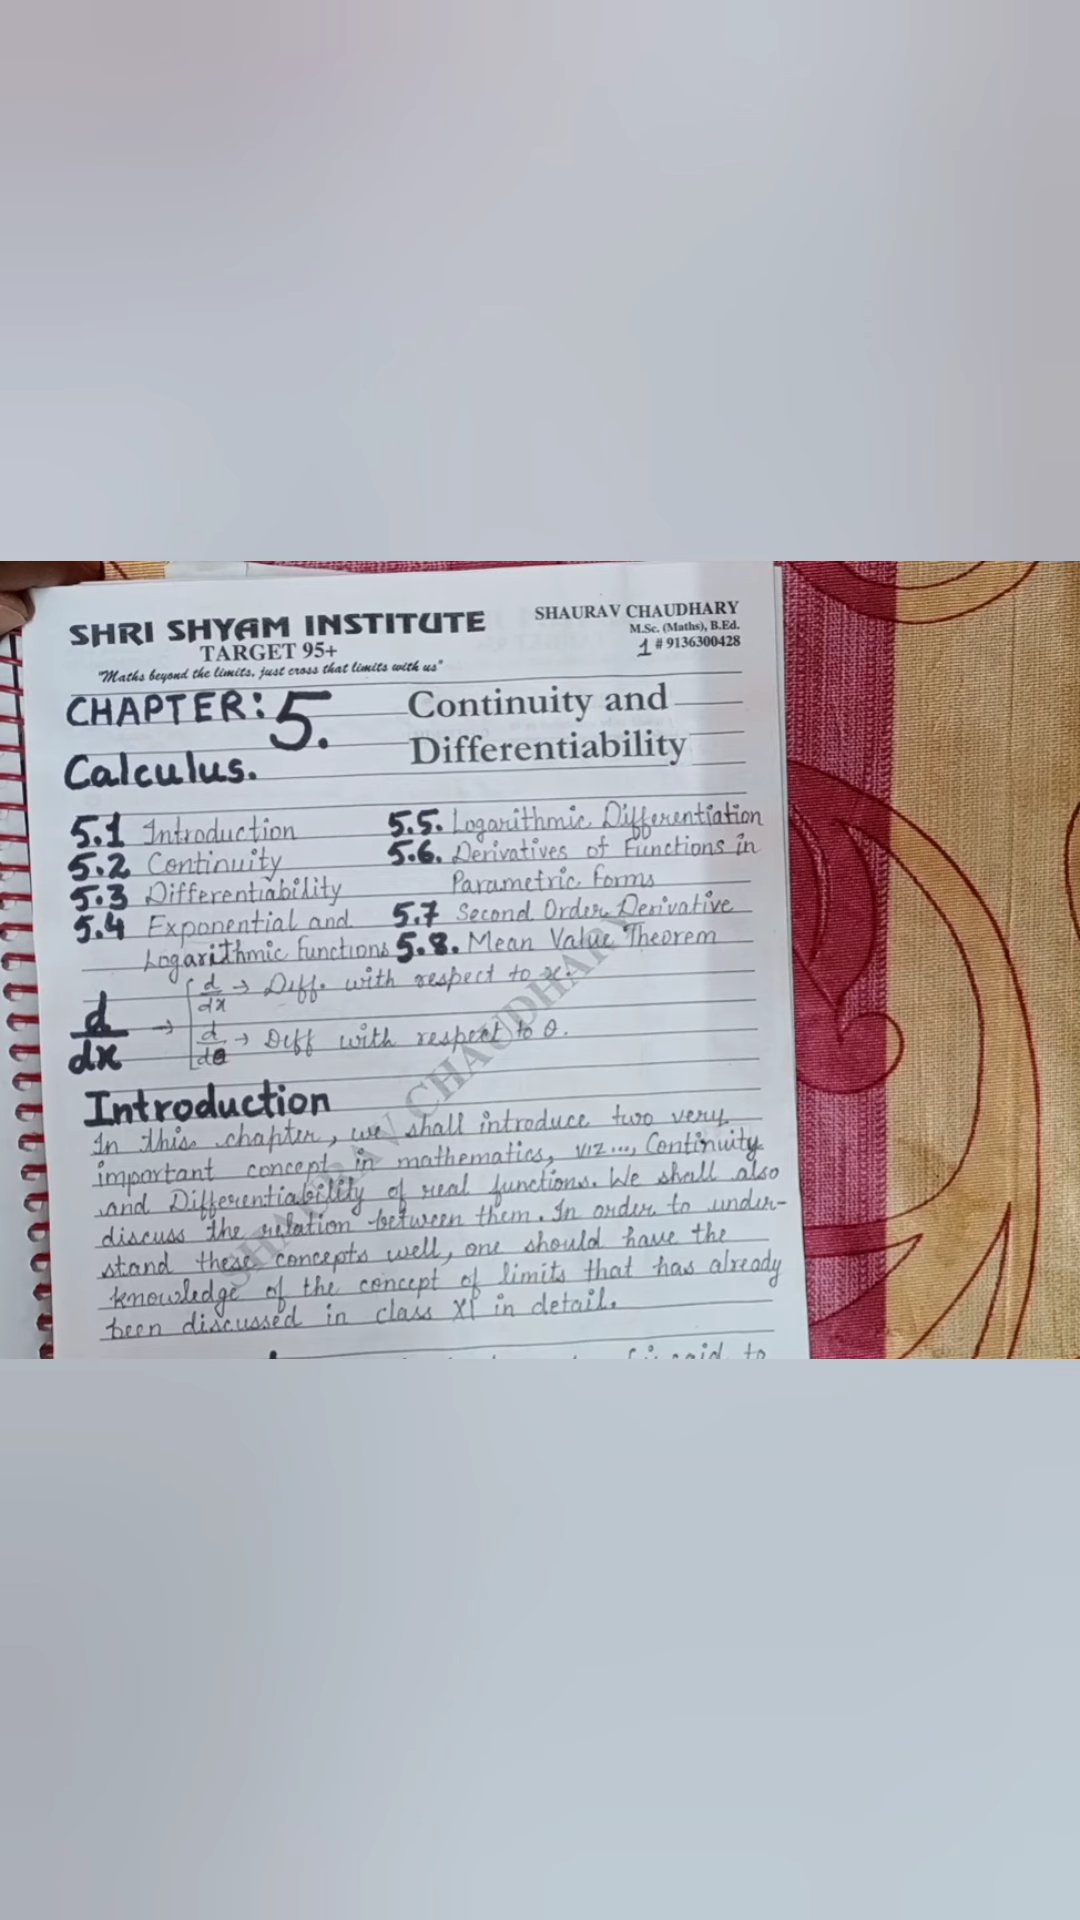 SHRI SHYAM INSTITUTE
TARGET 95+
"Maths beyond the limits, just cross that limits with us"
SHAURAV CHAUDHARY
M.Sc. (Maths), B.Ed.
1 # 9136300428
CHAPTER: 5.
Calculus.
Continuity and
Differentiability
5.1 Introduction
5.2 Continuity
5.3 Differentiability
5.4 Exponential and
Logarithmic Functions
5.5. Logarithmic Differentiation
5.6. Derivatives of Functions in
Parametric Forms
5.7 Second Order Derivative
5.8. Mean Value Theorem
d/dx → d/dx → Diff. with respect to x.
d/dθ → Diff with respect to θ.
Introduction
In this chapter, we shall introduce two very
important concept in mathematics, viz..., Continuity
and Differentiability of real functions. We shall also
discuss the relation between them. In order to under-
stand these concepts well, one should have the
knowledge of the concept of limits that has already
been discussed in class XI in detail.
said to
SHAURAV CHAUDHARY